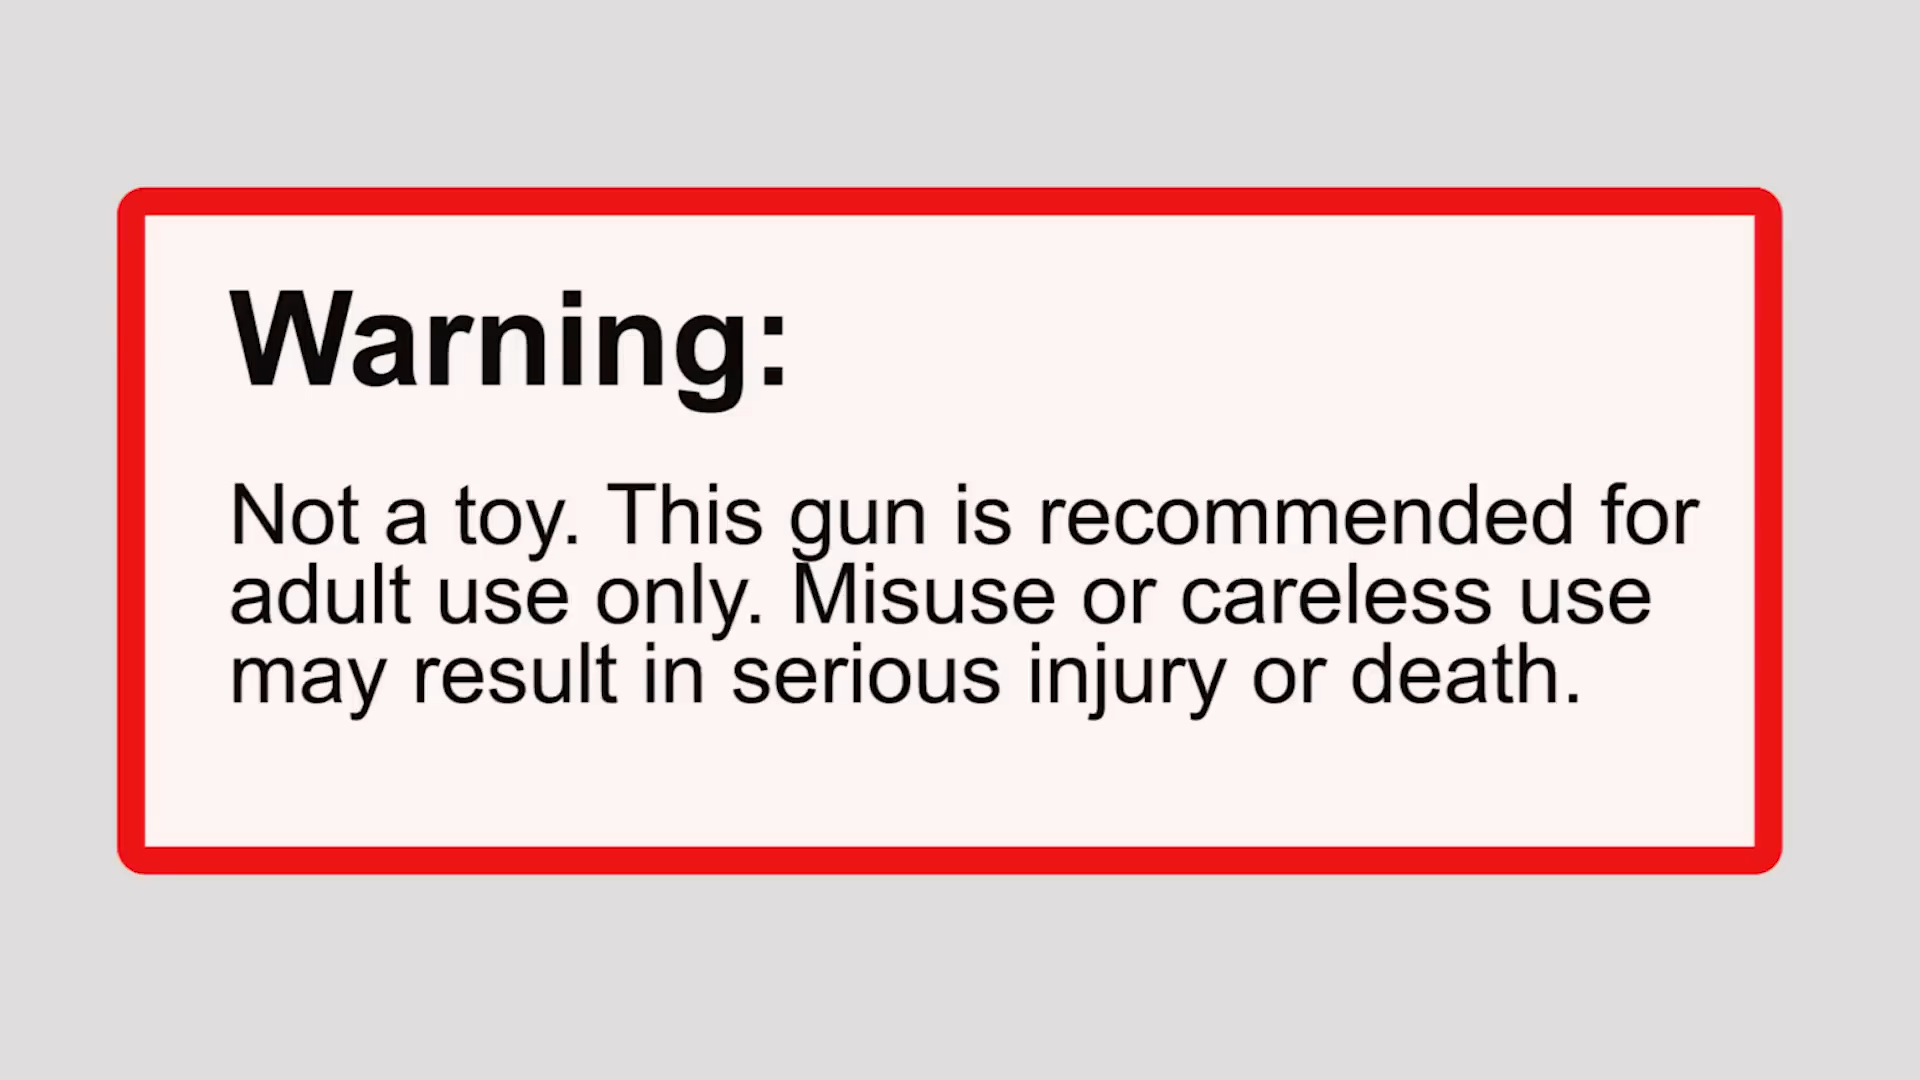 Warning:
Not a toy. This gun is recommended for
adult use only. Misuse or careless use
may result in serious injury or death.